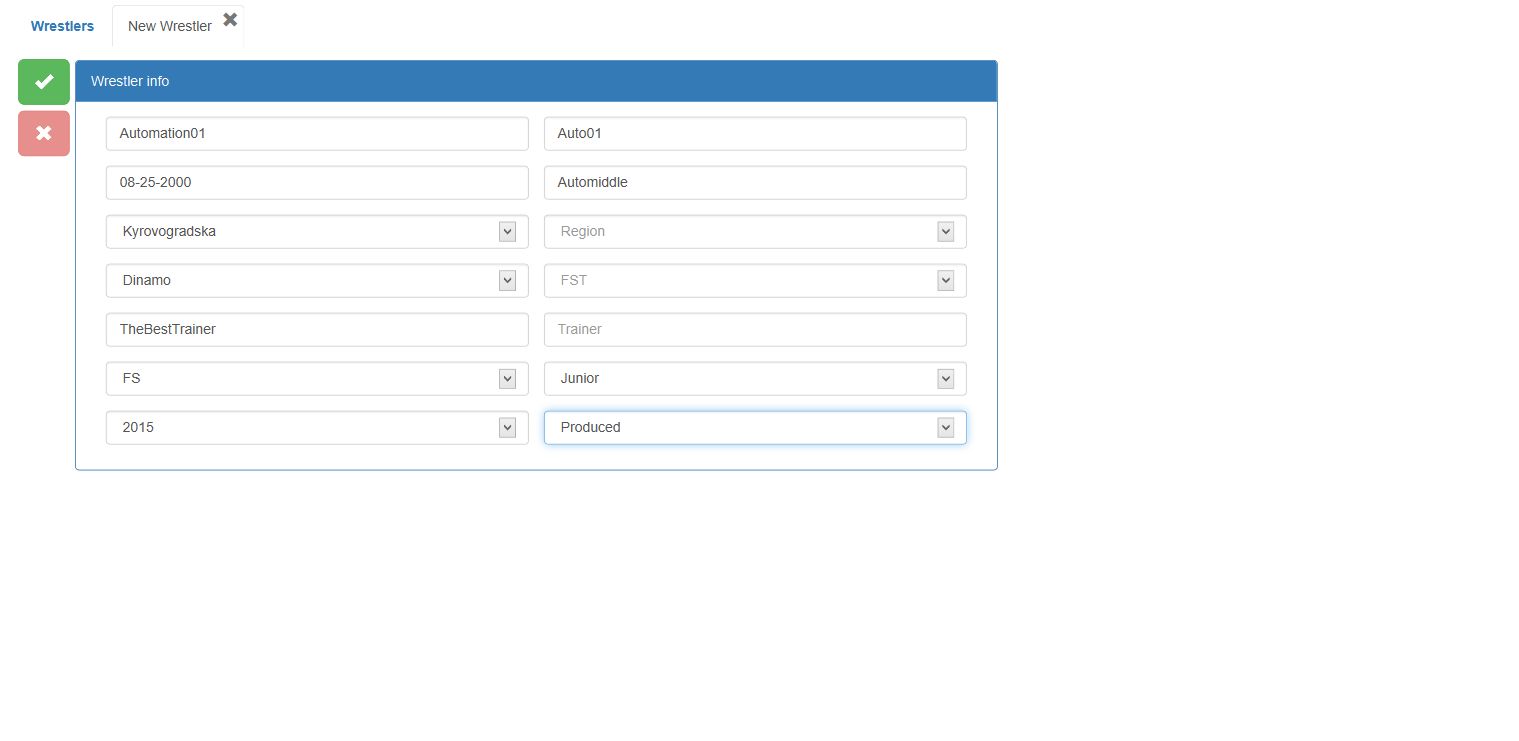 Wrestlers New Wrestler
Wrestler info
Automation01 Auto01
08-25-2000 Automiddle
Kyrovogradska Region
Dinamo FST
TheBestTrainer Trainer
FS Junior
2015 Produced